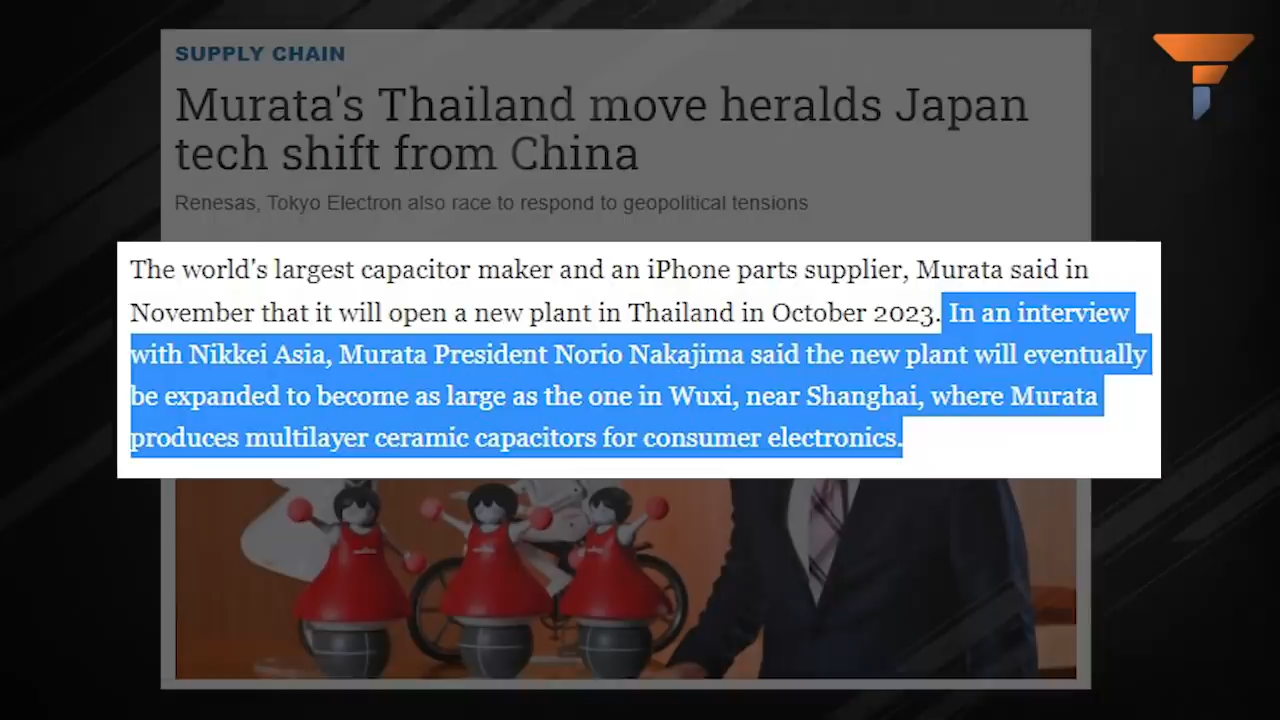 SUPPLY CHAIN
Murata's Thailand move heralds Japan
tech shift from China
Renesas, Tokyo Electron also race to respond to geopolitical tensions
The world's largest capacitor maker and an iPhone parts supplier, Murata said in
November that it will open a new plant in Thailand in October 2023. In an interview
with Nikkei Asia, Murata President Norio Nakajima said the new plant will eventually
be expanded to become as large as the one in Wuxi, near Shanghai, where Murata
produces multilayer ceramic capacitors for consumer electronics.